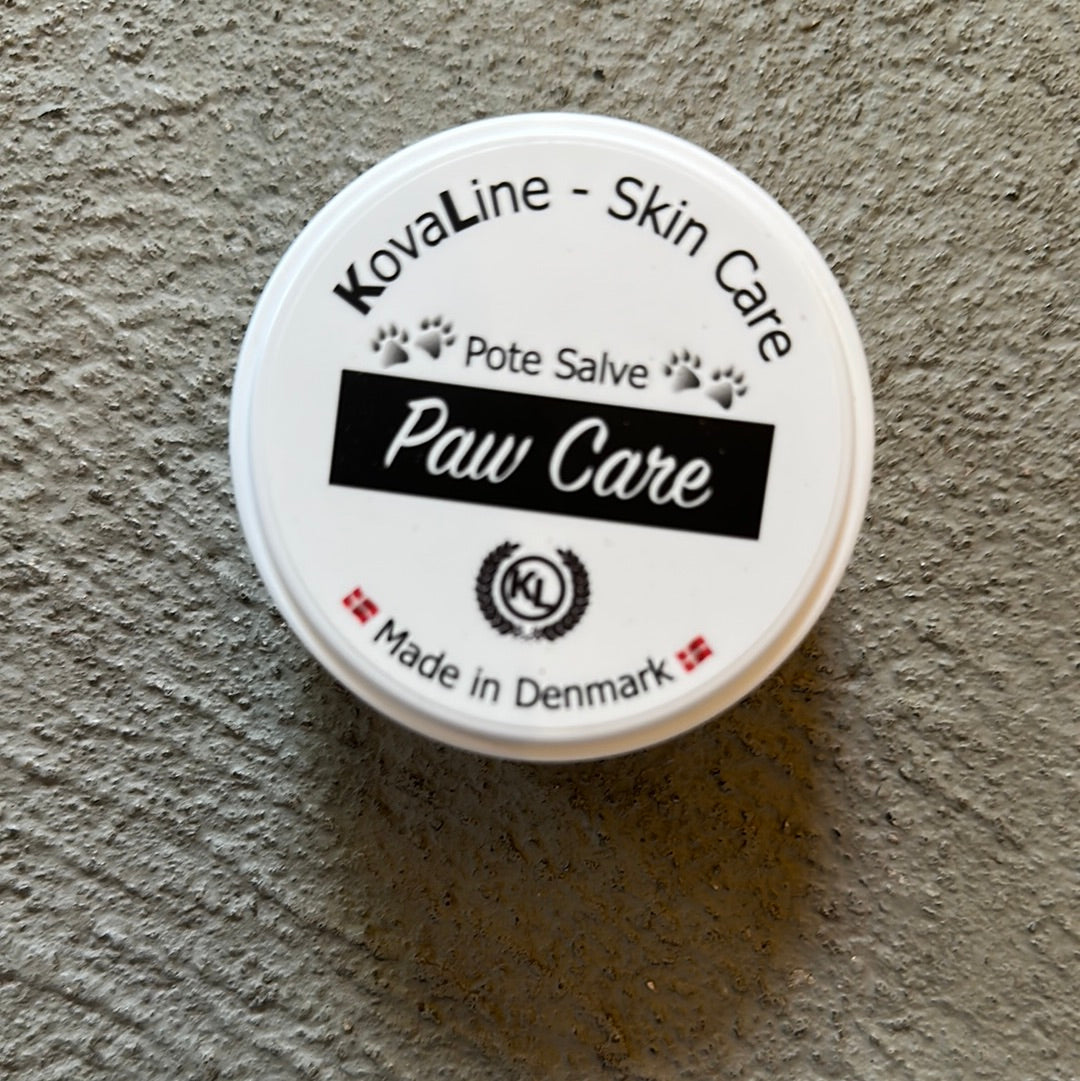 KovaLine - Skin Care
Pote Salve
Paw Care
KL
Made in Denmark